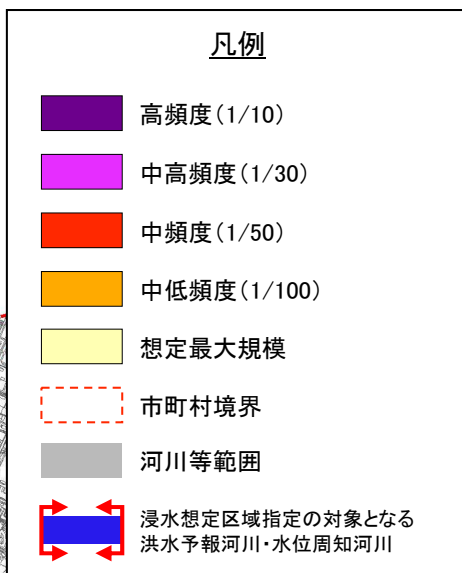 凡例
高頻度(1/10)
中高頻度(1/30)
中頻度(1/50)
中低頻度(1/100)
想定最大規模
市町村境界
河川等範囲
浸水想定区域指定の対象となる
洪水予報河川・水位周知河川